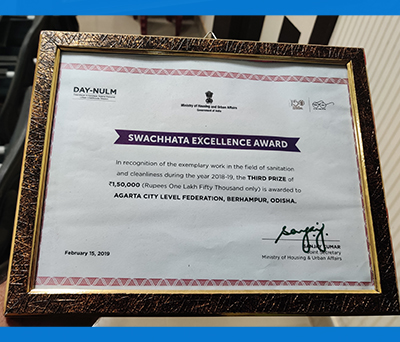 DAY-NULM
Ministry of Housing and Urban Affairs
Government of India
SWACHHATA EXCELLENCE AWARD
In recognition of the exemplary work in the field of sanitation
and cleanliness during the year 2018-19, the THIRD PRIZE of
₹1,50,000 (Rupees One Lakh Fifty Thousand only) is awarded to
AGARTA CITY LEVEL FEDERATION, BERHAMPUR, ODISHA.
February 15, 2019
Secretary
Ministry of Housing & Urban Affairs